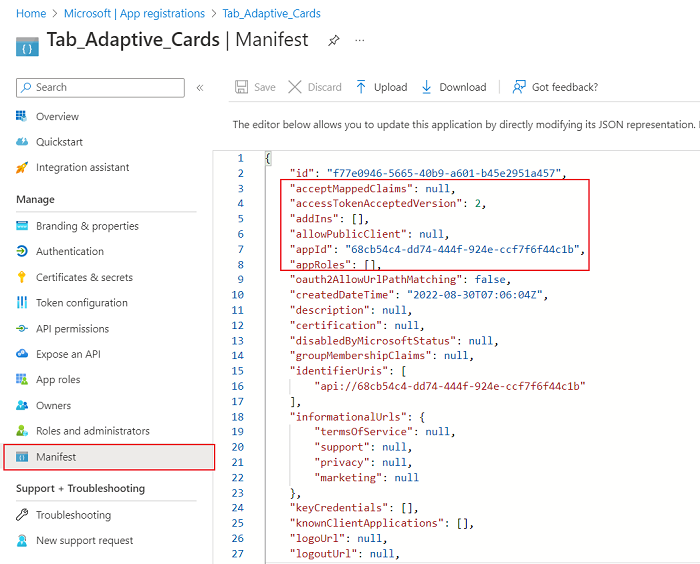 Home > Microsoft | App registrations > Tab_Adaptive_Cards
Tab_Adaptive_Cards | Manifest
Search
Overview
Quickstart
Integration assistant
Manage
Branding & properties
Authentication
Certificates & secrets
Token configuration
API permissions
Expose an API
App roles
Owners
Roles and administrators
Manifest
Support + Troubleshooting
Troubleshooting
New support request
Save Discard Upload Download Got feedback?
The editor below allows you to update this application by directly modifying its JSON representation.
1 {
2 "id": "f77e0946-5665-40b9-a601-b45e2951a457",
3 "acceptMappedClaims": null,
4 "accessTokenAcceptedVersion": 2,
5 "addIns": [],
6 "allowPublicClient": null,
7 "appId": "68cb54c4-dd74-444f-924e-ccf7f6f44c1b",
8 "appRoles": [],
9 "oauth2AllowUrlPathMatching": false,
10 "createdDateTime": "2022-08-30T07:06:04Z",
11 "description": null,
12 "certification": null,
13 "disabledByMicrosoftStatus": null,
14 "groupMembershipClaims": null,
15 "identifierUris": [
16 "api://68cb54c4-dd74-444f-924e-ccf7f6f44c1b"
17 ],
18 "informationalUrls": {
19 "termsOfService": null,
20 "support": null,
21 "privacy": null,
22 "marketing": null
23 },
24 "keyCredentials": [],
25 "knownClientApplications": [],
26 "logoUrl": null,
27 "logoutUrl": null,